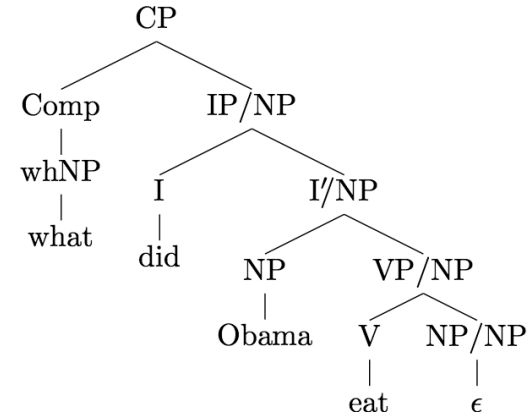 CP
Comp IP/NP
whNP I I′/NP
what did NP VP/NP
Obama V NP/NP
eat ϵ